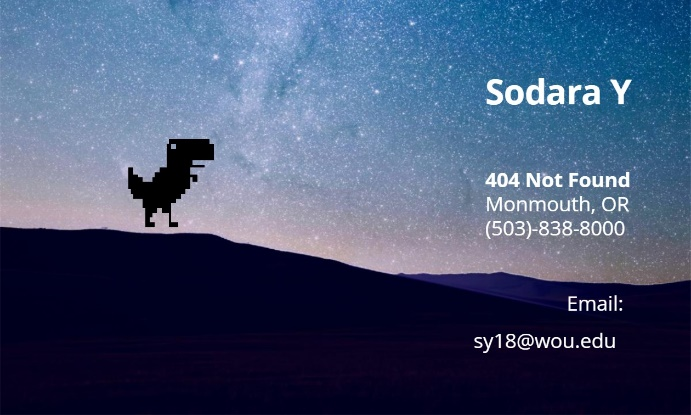 Sodara Y
404 Not Found
Monmouth, OR
(503)-838-8000
Email:
sy18@wou.edu